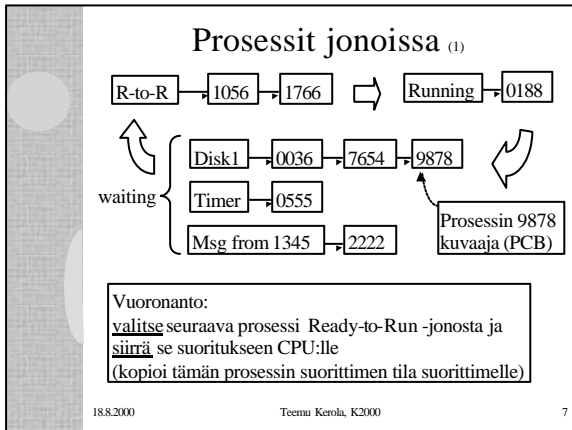 Prosessit jonoissa (1)
R-to-R 1056 1766 Running 0188
Disk1 0036 7654 9878
waiting
Timer 0555
Msg from 1345 2222
Prosessin 9878
kuvaaja (PCB)
Vuoronanto:
valitse seuraava prosessi Ready-to-Run -jonosta ja
siirrä se suoritukseen CPU:lle
(kopioi tämän prosessin suorittimen tila suorittimelle)
18.8.2000 Teemu Kerola, K2000 7